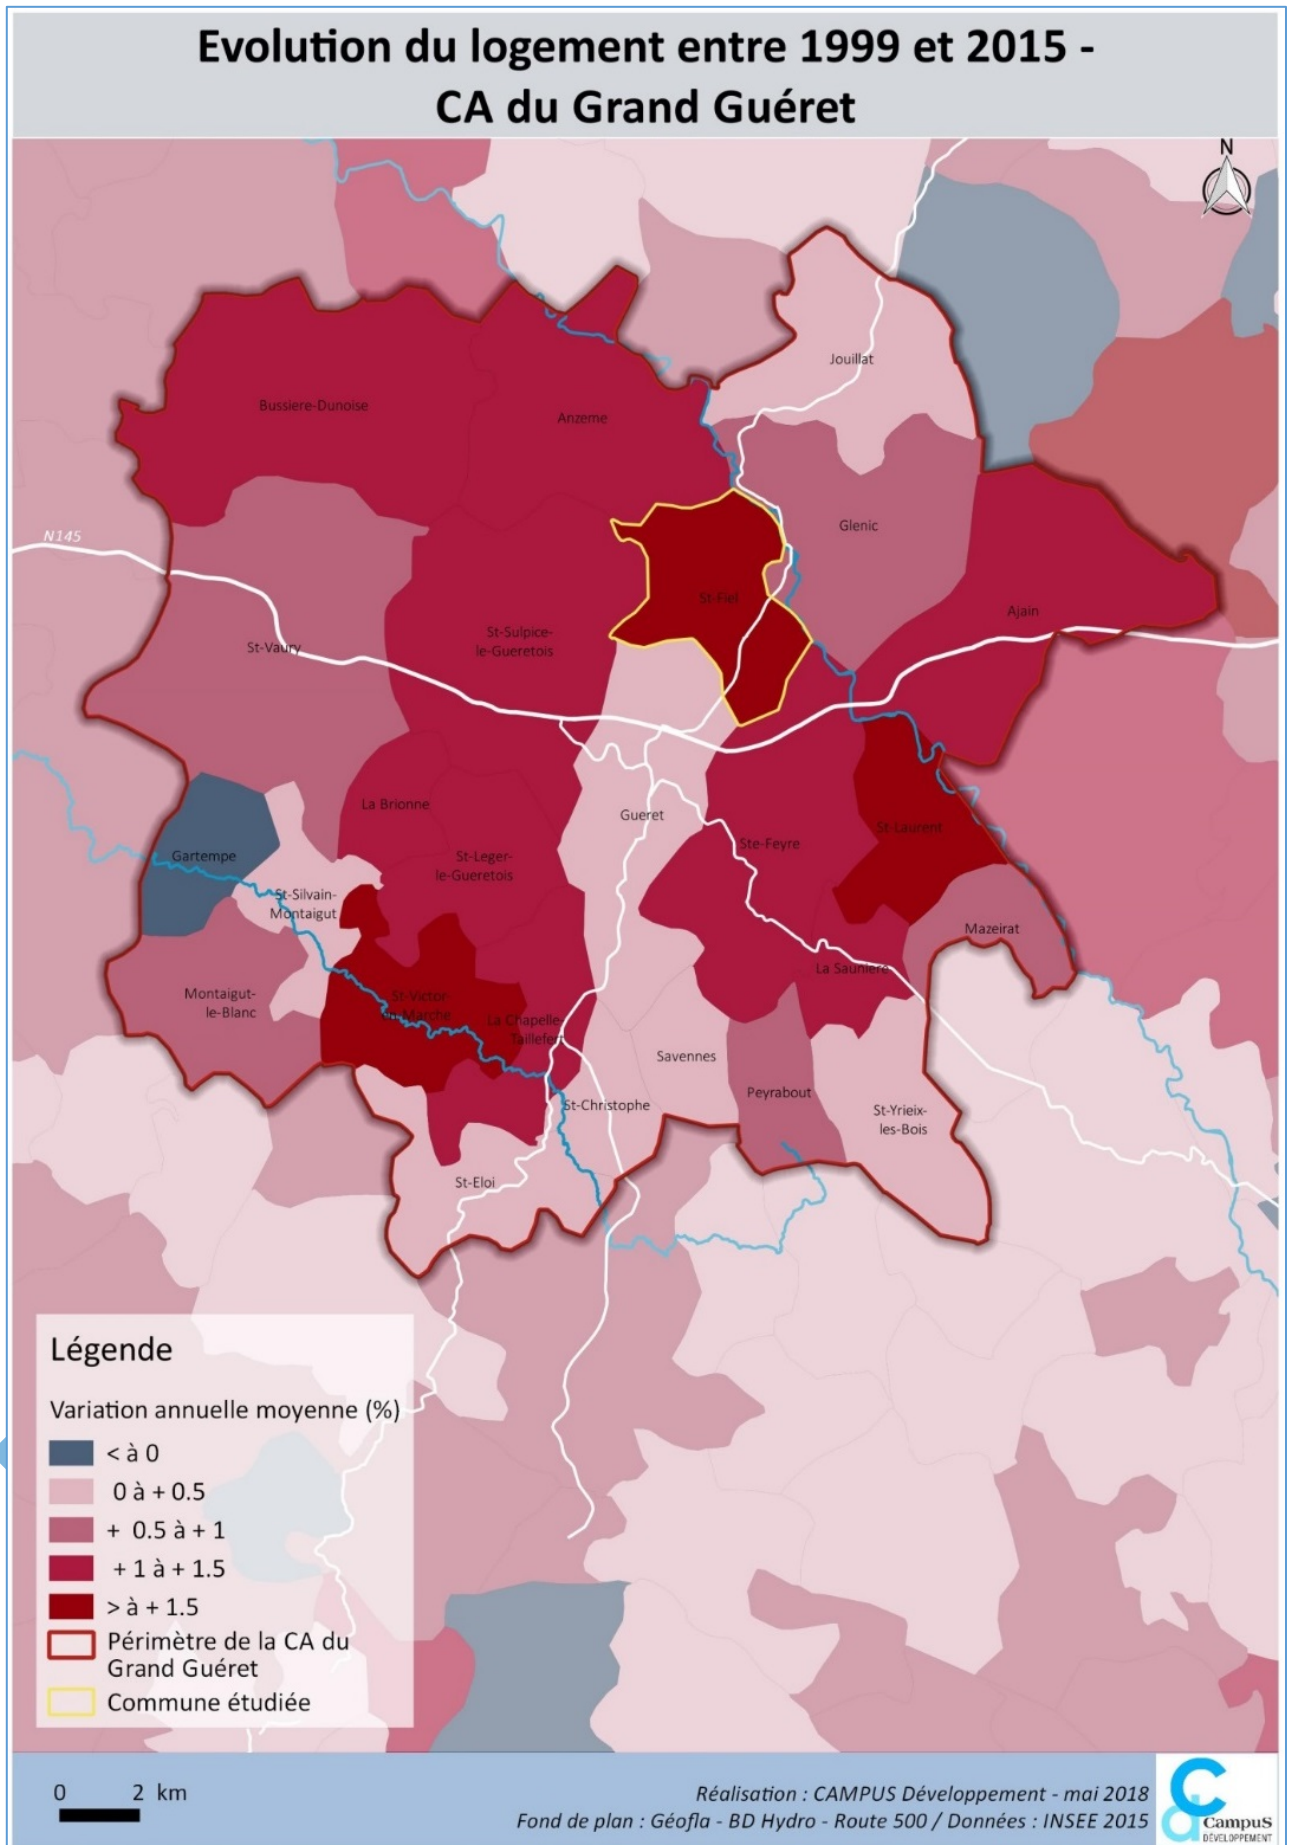 Evolution du logement entre 1999 et 2015 -
CA du Grand Guéret
N
Jouillat
Bussiere-Dunoise
Anzeme
Glenic
N145
St-Fiel
Ajain
St-Sulpice-
le-Gueretois
St-Vaury
La Brionne
Gueret
St-Laurent
Ste-Feyre
Gartempe
St-Leger-
le-Gueretois
St-Silvain-
Montaigut
Mazeirat
La Sauniere
Montaigut-
le-Blanc
St-Victor-
en-Marche
La Chapelle-
Taillefert
Savennes
Peyrabout
St-Christophe
St-Yrieix-
les-Bois
St-Eloi
Légende
Variation annuelle moyenne (%)
< à 0
0 à + 0.5
+ 0.5 à + 1
+ 1 à + 1.5
> à + 1.5
Périmètre de la CA du
Grand Guéret
Commune étudiée
0 2 km
Réalisation : CAMPUS Développement - mai 2018
Fond de plan : Géofla - BD Hydro - Route 500 / Données : INSEE 2015
CampuS
DÉVELOPPEMENT